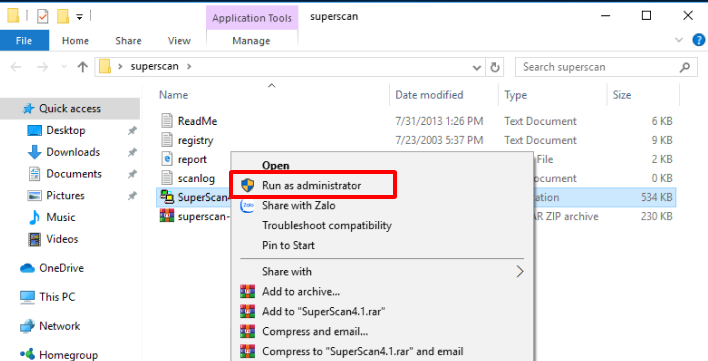 Application Tools superscan
File Home Share View Manage
superscan Search superscan
Name Date modified Type Size
Quick access
Desktop
Downloads
Documents
Pictures
Music
Videos
OneDrive
This PC
Network
Homegroup
ReadMe 7/31/2013 1:26 PM Text Document 6 KB
registry 7/23/2003 5:37 PM Text Document 9 KB
report File 2 KB
scanlog Document 0 KB
SuperScan 534 KB
superscan- ZIP archive 230 KB
Open
Run as administrator
Zalo Share with Zalo
Troubleshoot compatibility
Pin to Start
Share with
Add to archive...
Add to "SuperScan4.1.rar"
Compress and email...
Compress to "SuperScan4.1.rar" and email